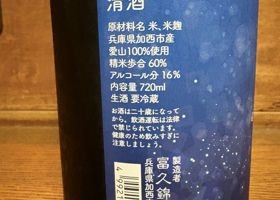 清酒
原材料名 米、米麹
兵庫県加西市産
愛山100%使用
精米歩合 60%
アルコール分 16%
内容量 720ml
生酒 要冷蔵
お酒は二十歳になって
から。飲酒運転は法律
で禁じられています。
健康のため飲みすぎに
注意しましょう。
製造者
富久錦
兵庫県加西